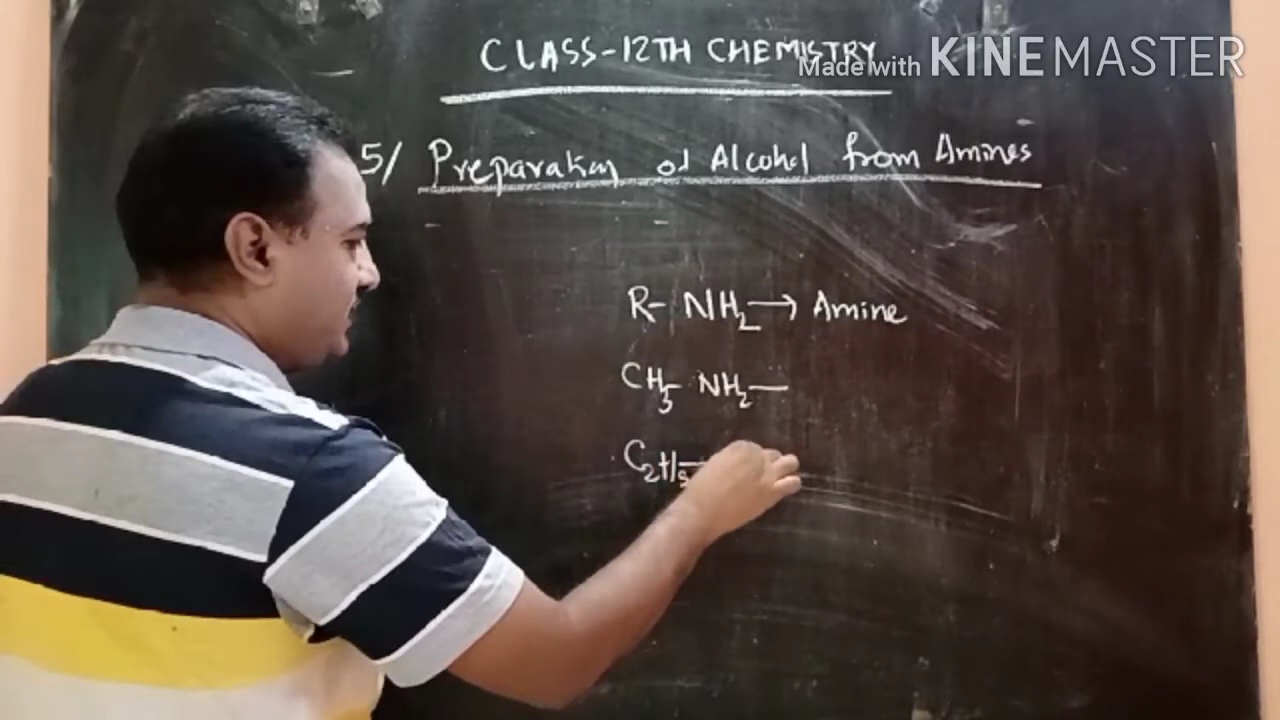 CLASS-12TH CHEMISTRY
Made with KINEMASTER
5/ Preparation of Alcohol from Amines
R- NH2 → Amine
CH3- NH2—
C2H5—